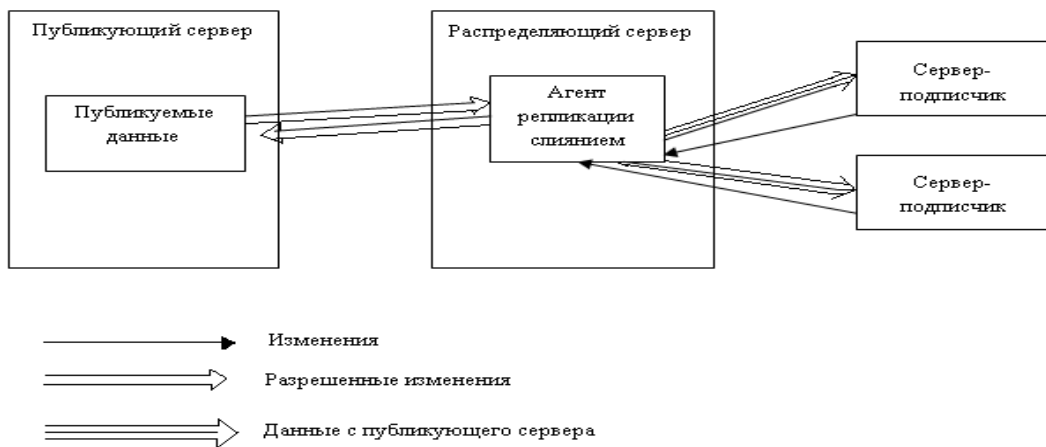 Публикующий сервер
Публикуемые
данные
Распределяющий сервер
Агент
репликации
слиянием
Сервер-
подписчик
Сервер-
подписчик
Изменения
Разрешенные изменения
Данные с публикующего сервера